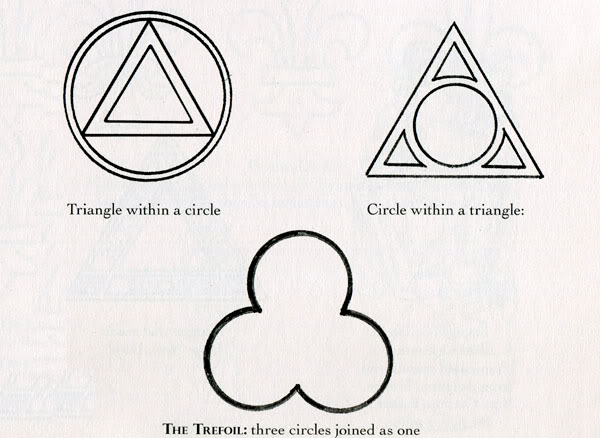 Triangle within a circle
Circle within a triangle:
The Trefoil: three circles joined as one